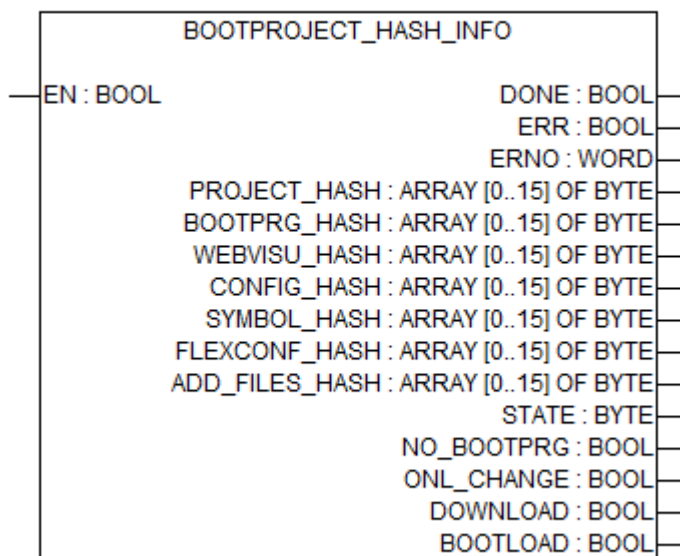 BOOTPROJECT_HASH_INFO
EN : BOOL DONE : BOOL
ERR : BOOL
ERNO : WORD
PROJECT_HASH : ARRAY [0..15] OF BYTE
BOOTPRG_HASH : ARRAY [0..15] OF BYTE
WEBVISU_HASH : ARRAY [0..15] OF BYTE
CONFIG_HASH : ARRAY [0..15] OF BYTE
SYMBOL_HASH : ARRAY [0..15] OF BYTE
FLEXCONF_HASH : ARRAY [0..15] OF BYTE
ADD_FILES_HASH : ARRAY [0..15] OF BYTE
STATE : BYTE
NO_BOOTPRG : BOOL
ONL_CHANGE : BOOL
DOWNLOAD : BOOL
BOOTLOAD : BOOL